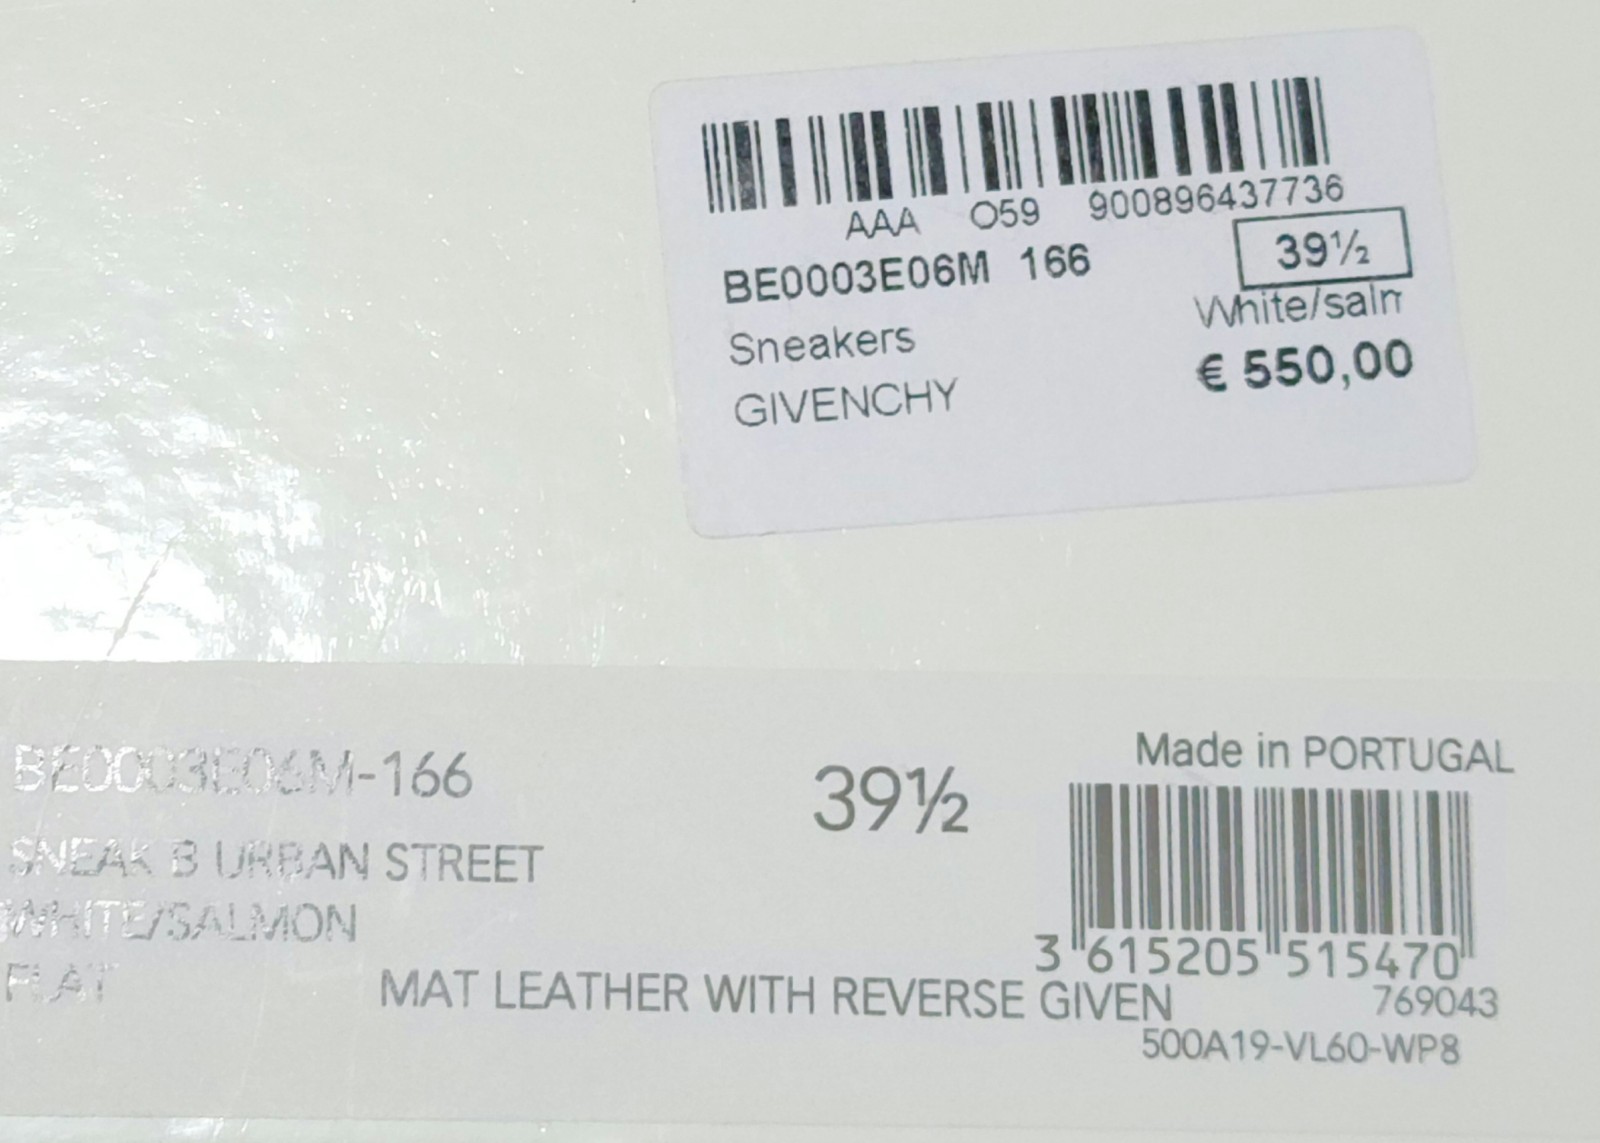 AAA O59 900896437736
BE0003E06M 166 39½
White/salm
Sneakers
€ 550,00
GIVENCHY
Made in PORTUGAL
BE0003E06M-166 39½
SNEAK B URBAN STREET
WHITE/SALMON
3 615205 515470
FLAT MAT LEATHER WITH REVERSE GIVEN
769043
500A19-VL60-WP8